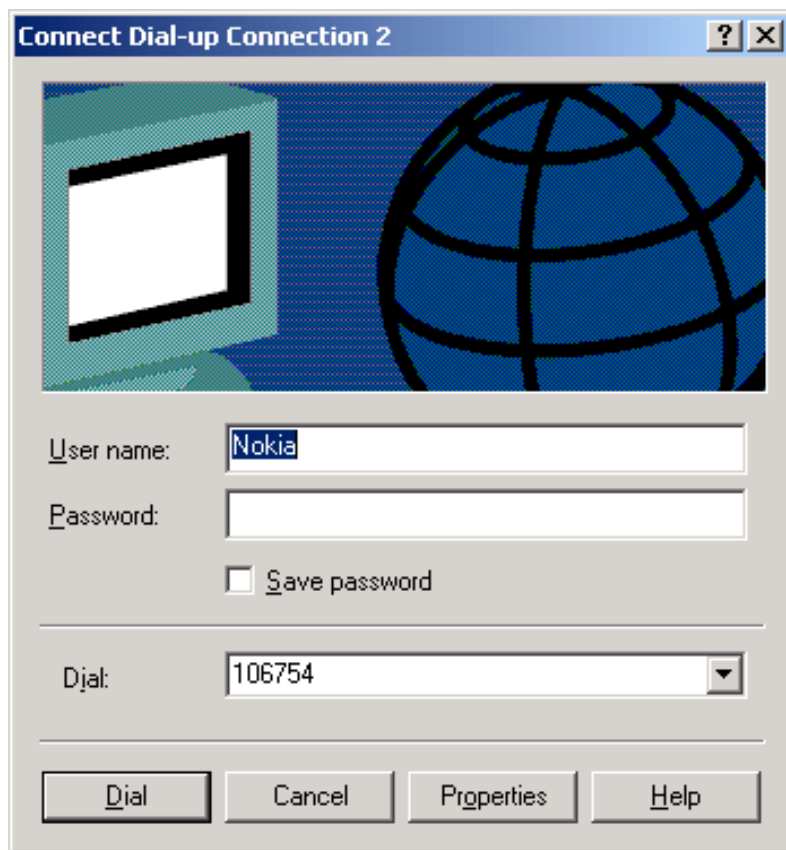 Connect Dial-up Connection 2
User name: Nokia
Password:
Save password
Dial: 106754
Dial Cancel Properties Help